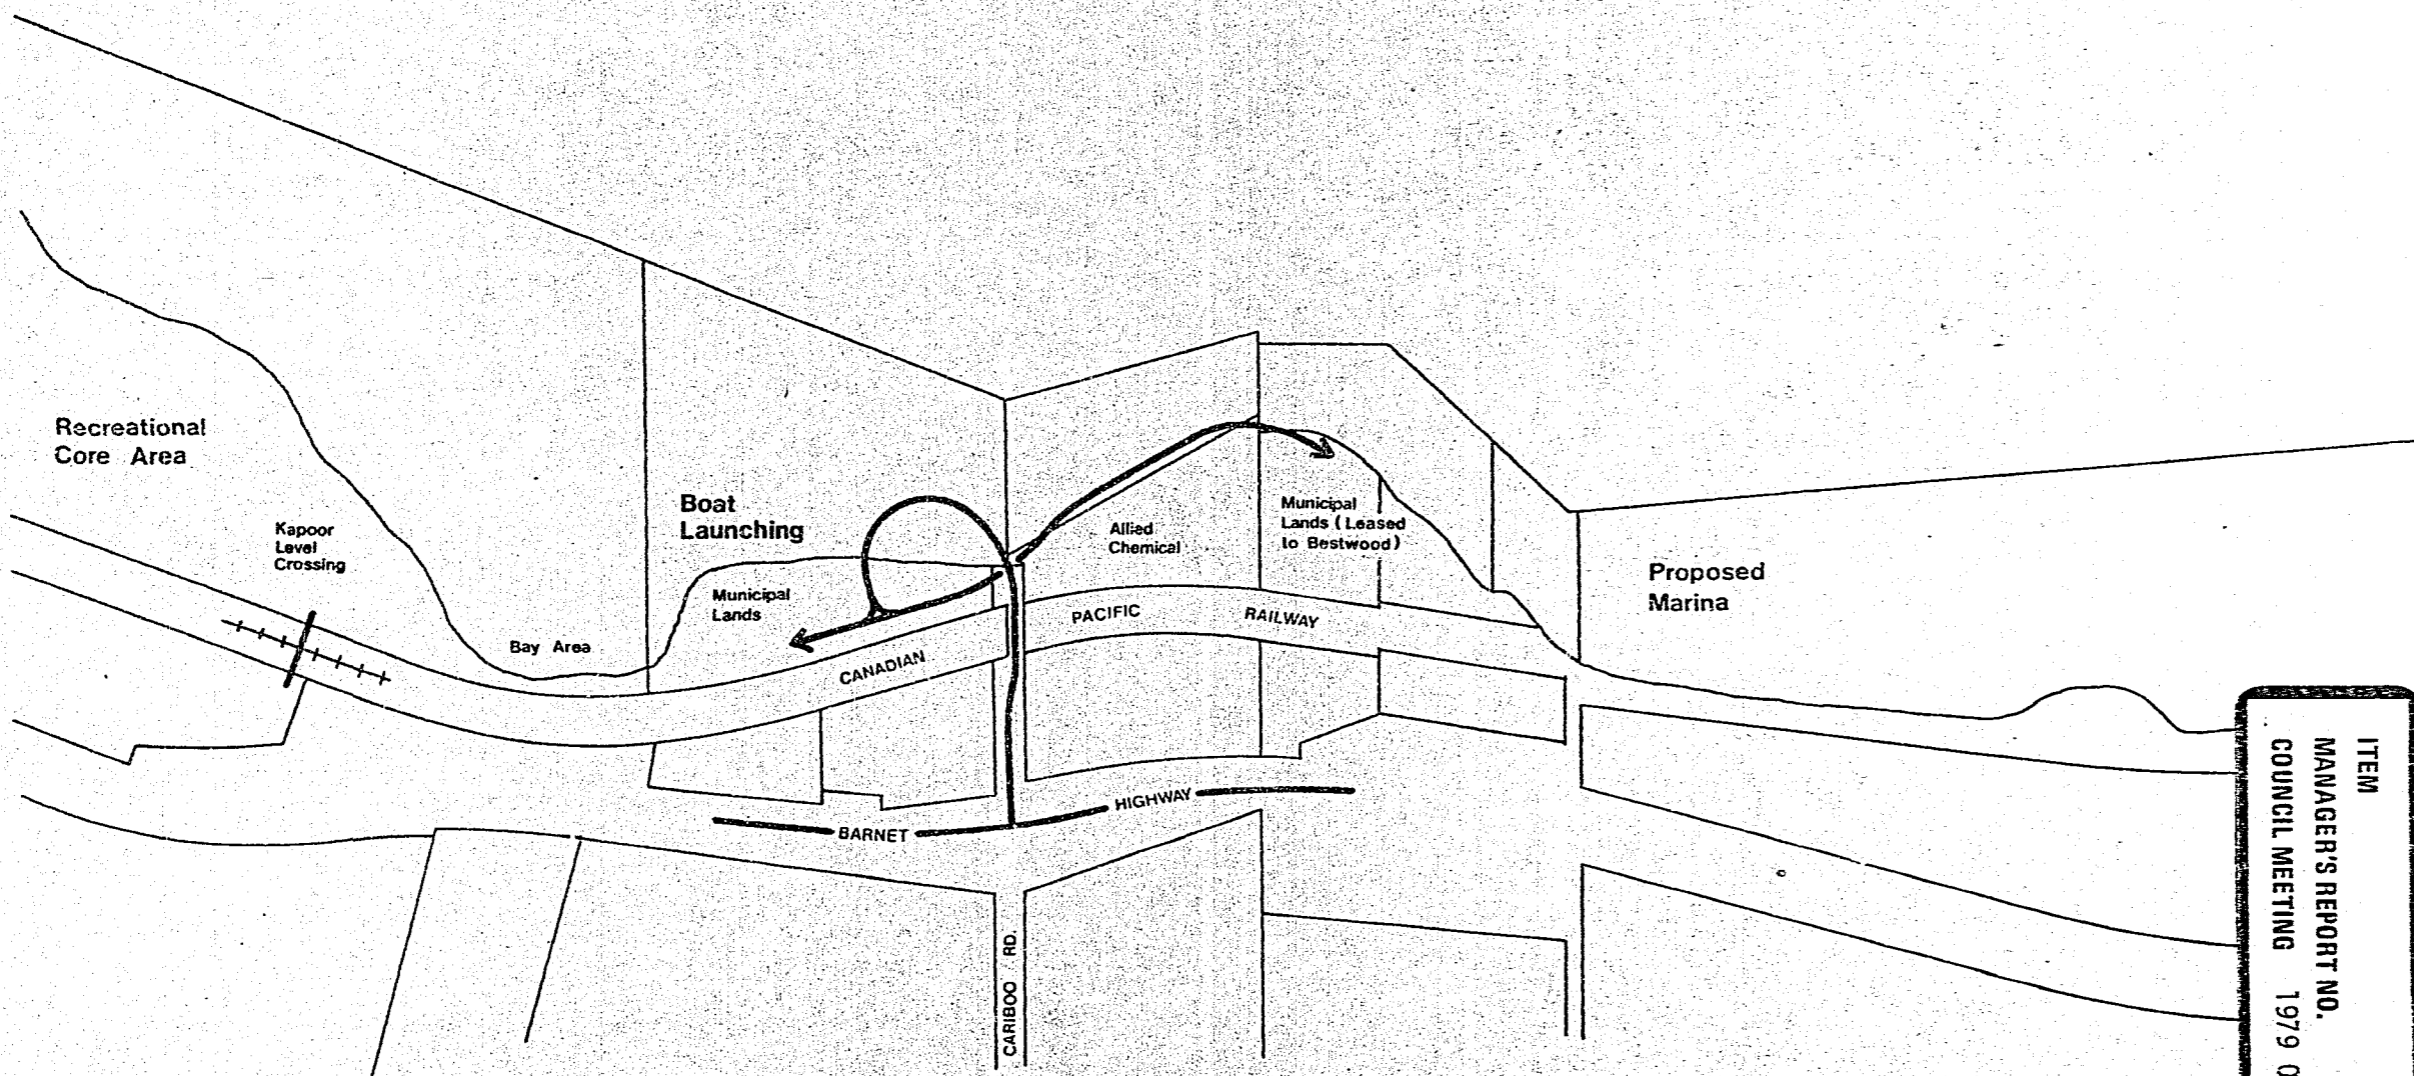 Recreational
Core Area
Kapoor
Level
Crossing
Bay Area
Boat
Launching
Municipal
Lands
Allied
Chemical
Municipal
Lands (Leased
to Bestwood)
Proposed
Marina
CANADIAN PACIFIC RAILWAY
BARNET HIGHWAY
CARIBOO RD.
ITEM
MANAGER'S REPORT NO.
COUNCIL MEETING 1979